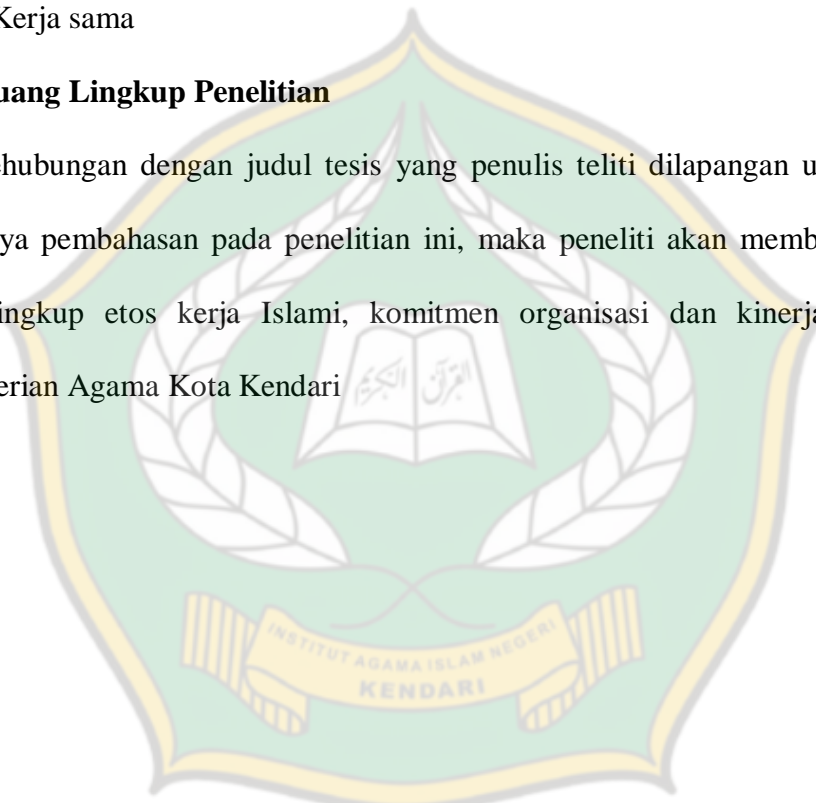 Kerja sama
uang Lingkup Penelitian
ehubungan dengan judul tesis yang penulis teliti dilapangan u
ya pembahasan pada penelitian ini, maka peneliti akan memb
ingkup etos kerja Islami, komitmen organisasi dan kinerja
erian Agama Kota Kendari
القرآن الكريم
INSTITUT AGAMA ISLAM NEGERI
KENDARI